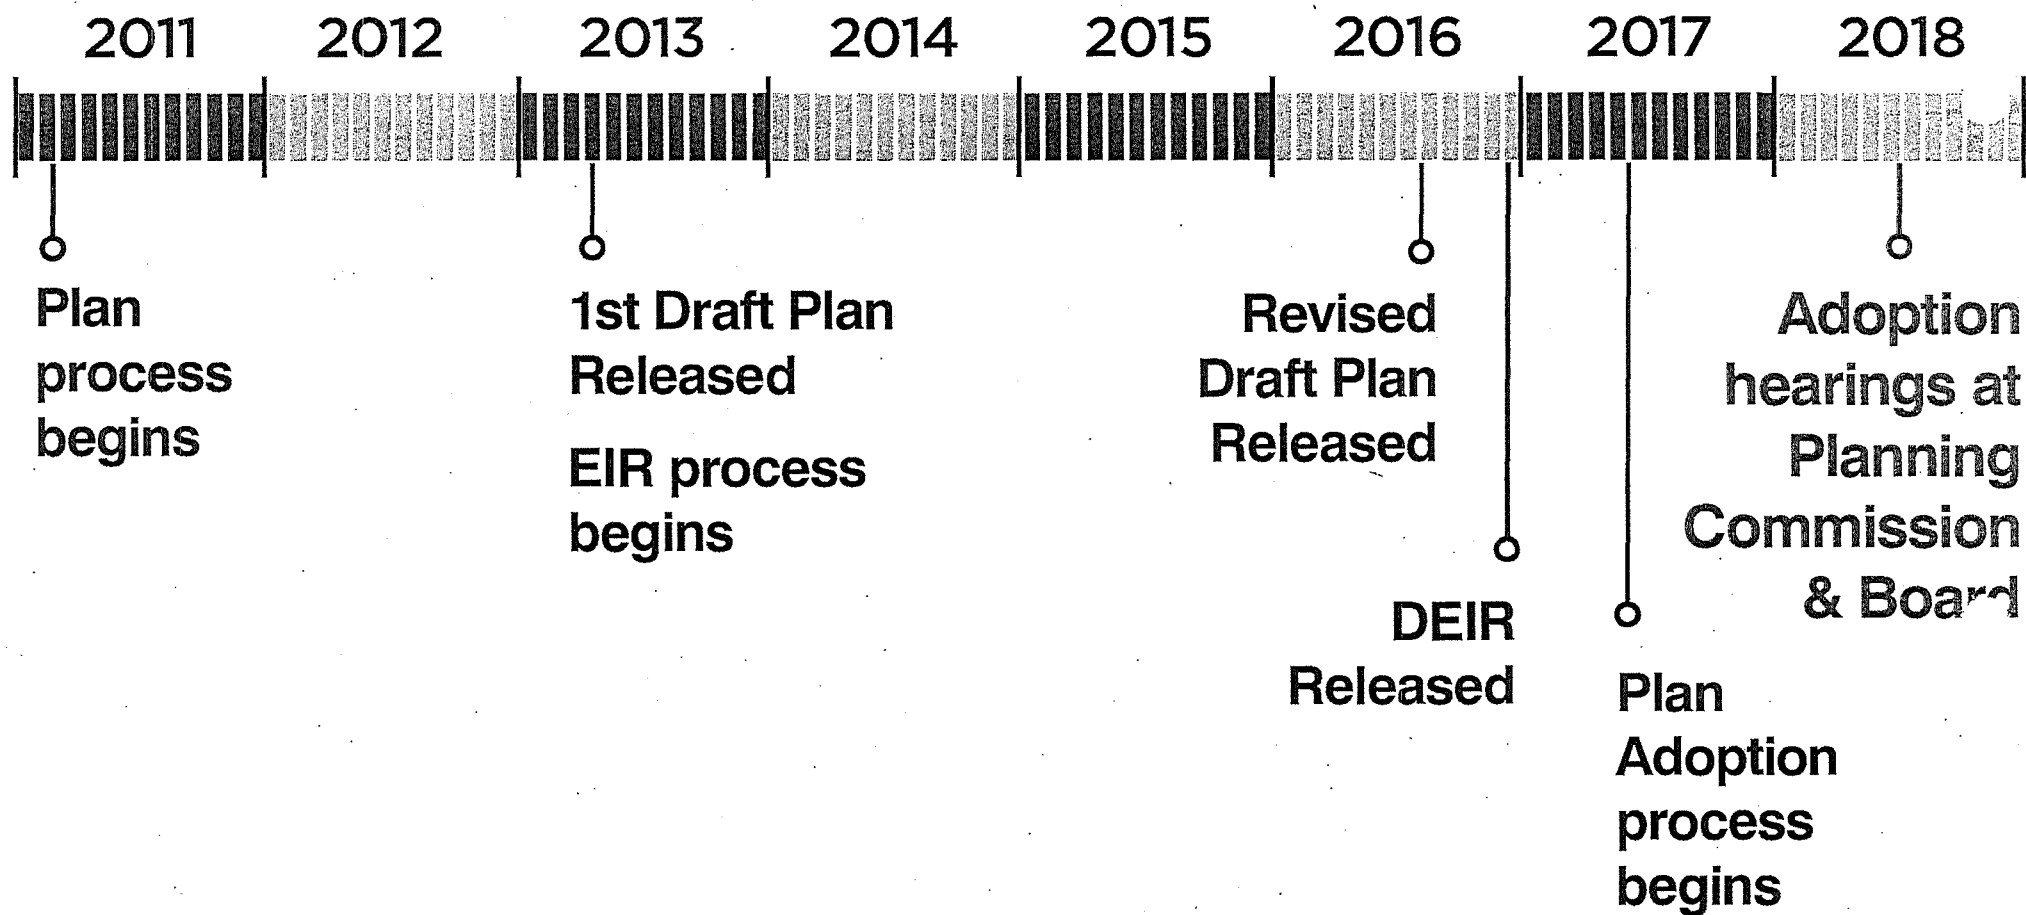 2011 2012 2013 2014 2015 2016 2017 2018
Plan
process
begins
1st Draft Plan
Released
EIR process
begins
Revised
Draft Plan
Released
DEIR
Released
Plan
Adoption
process
begins
Adoption
hearings at
Planning
Commission
& Board